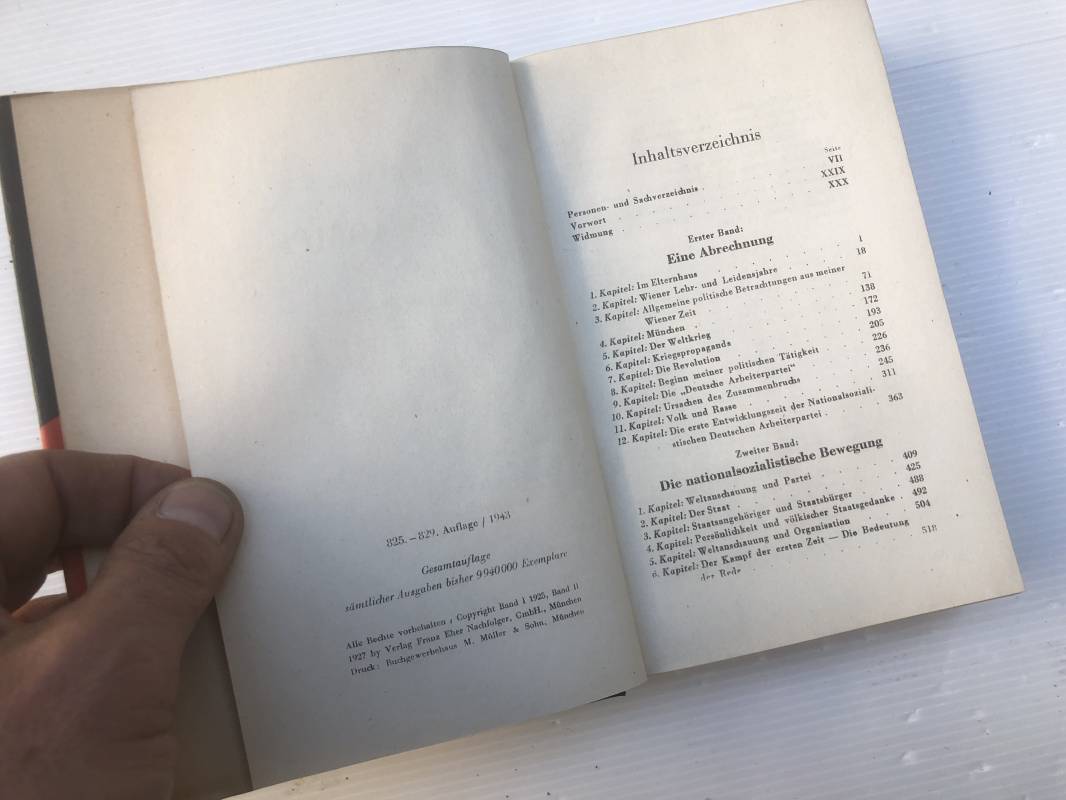 825.–829. Auflage / 1943
Gesamtauflage
sämtlicher Ausgaben bisher 9 940 000 Exemplare
Alle Rechte vorbehalten / Copyright Band I 1925, Band II
1927 by Verlag Franz Eher Nachfolger, GmbH., München
Druck: Buchgewerbehaus M. Müller & Sohn, München
Inhaltsverzeichnis
Seite
Personen- und Sachverzeichnis VII
Vorwort XXIX
Widmung XXX
Erster Band:
Eine Abrechnung
1. Kapitel: Im Elternhaus 1
2. Kapitel: Wiener Lehr- und Leidensjahre 18
3. Kapitel: Allgemeine politische Betrachtungen aus meiner
Wiener Zeit 71
4. Kapitel: München 138
5. Kapitel: Der Weltkrieg 172
6. Kapitel: Kriegspropaganda 193
7. Kapitel: Die Revolution 205
8. Kapitel: Beginn meiner politischen Tätigkeit 226
9. Kapitel: Die „Deutsche Arbeiterpartei“ 236
10. Kapitel: Ursachen des Zusammenbruchs 245
11. Kapitel: Volk und Rasse 311
12. Kapitel: Die erste Entwicklungszeit der Nationalsoziali-
stischen Deutschen Arbeiterpartei 363
Zweiter Band:
Die nationalsozialistische Bewegung
1. Kapitel: Weltanschauung und Partei 409
2. Kapitel: Der Staat 425
3. Kapitel: Staatsangehöriger und Staatsbürger 488
4. Kapitel: Persönlichkeit und völkischer Staatsgedanke 492
5. Kapitel: Weltanschauung und Organisation 504
6. Kapitel: Der Kampf der ersten Zeit — Die Bedeutung
der Rede 518